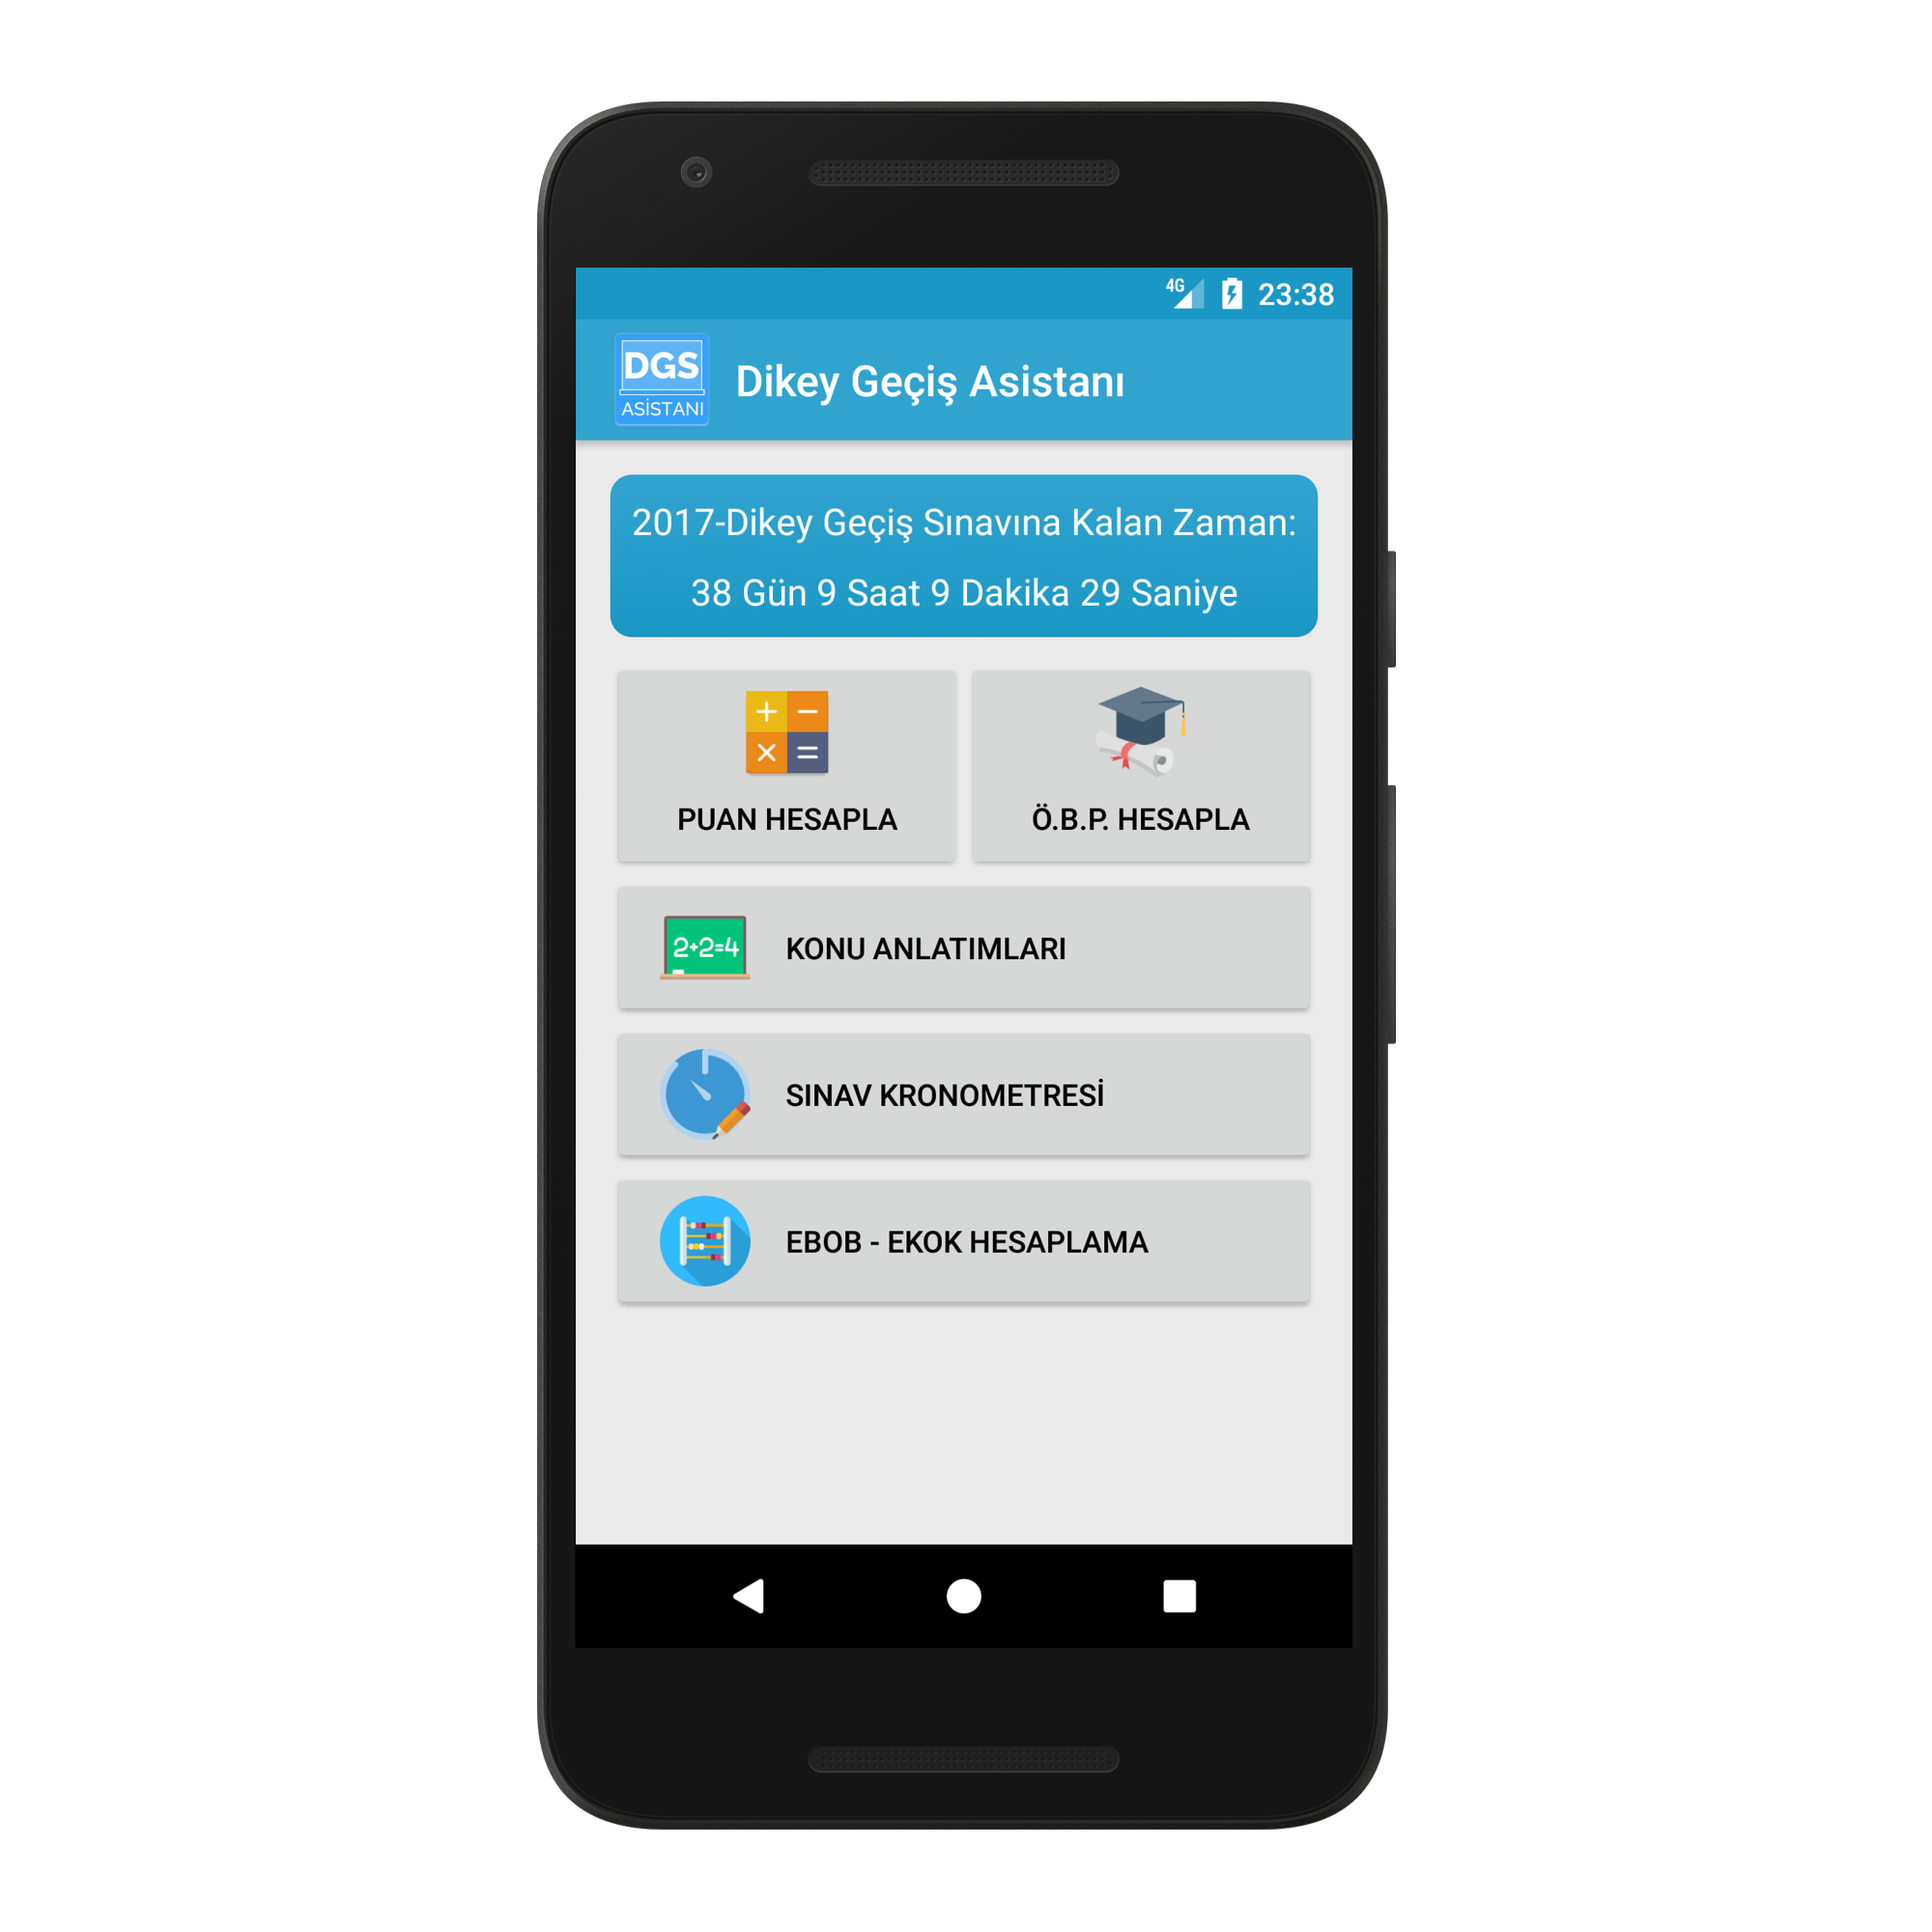 4G 23:38
DGS
ASİSTANI
Dikey Geçiş Asistanı
2017-Dikey Geçiş Sınavına Kalan Zaman:
38 Gün 9 Saat 9 Dakika 29 Saniye
PUAN HESAPLA
Ö.B.P. HESAPLA
2+2=4
KONU ANLATIMLARI
SINAV KRONOMETRESİ
EBOB - EKOK HESAPLAMA